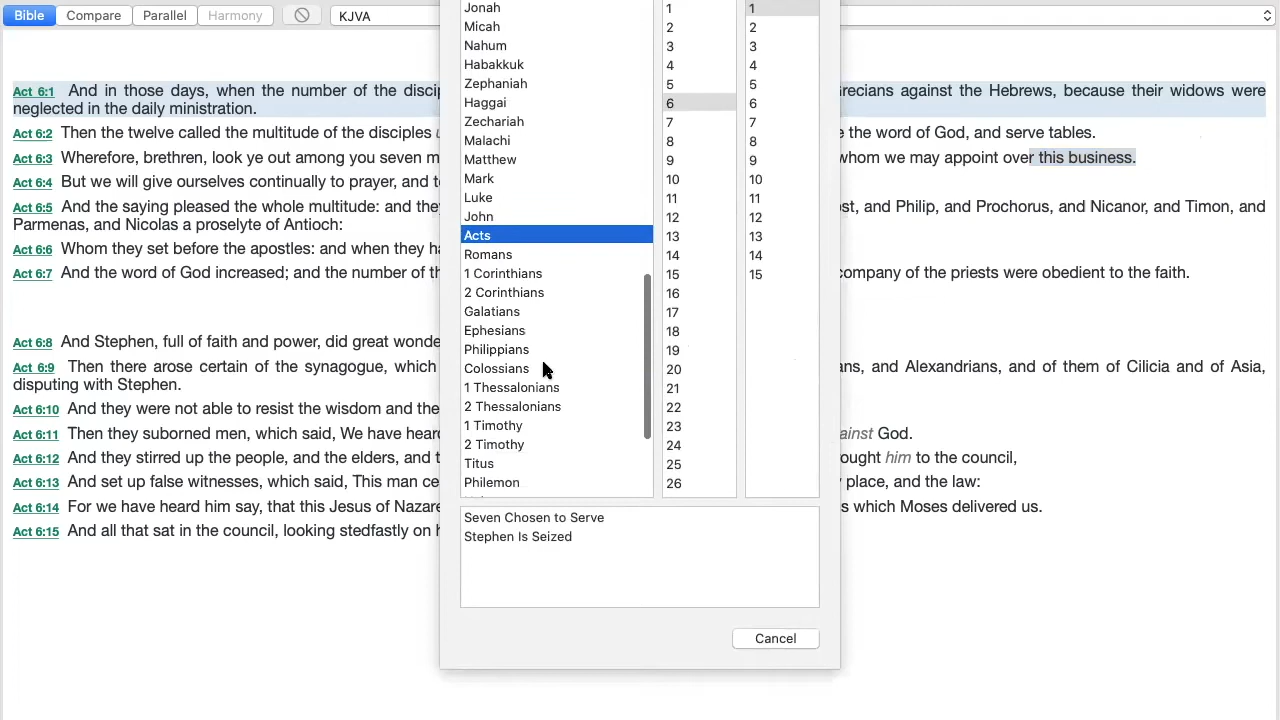 Bible Compare Parallel Harmony KJVA
Act 6:1 And in those days, when the number of the recians against the Hebrews, because their widows were
neglected in the daily ministration.
Act 6:2 Then the twelve called the multitude of the disciples the word of God, and serve tables.
Act 6:3 Wherefore, brethren, look ye out among you seven whom we may appoint over this business.
Act 6:4 But we will give ourselves continually to prayer, and
Act 6:5 And the saying pleased the whole multitude: and they and Philip, and Prochorus, and Nicanor, and Timon, and
Parmenas, and Nicolas a proselyte of Antioch:
Act 6:6 Whom they set before the apostles: and when they
Act 6:7 And the word of God increased; and the number of company of the priests were obedient to the faith.
Act 6:8 And Stephen, full of faith and power, did great
Act 6:9 Then there arose certain of the synagogue, which and Alexandrians, and of them of Cilicia and of Asia,
disputing with Stephen.
Act 6:10 And they were not able to resist the wisdom and the
Act 6:11 Then they suborned men, which said, We have God.
Act 6:12 And they stirred up the people, and the elders, and him to the council,
Act 6:13 And set up false witnesses, which said, This man place, and the law:
Act 6:14 For we have heard him say, that this Jesus of which Moses delivered us.
Act 6:15 And all that sat in the council, looking stedfastly on
Jonah
Micah
Nahum
Habakkuk
Zephaniah
Haggai
Zechariah
Malachi
Matthew
Mark
Luke
John
Acts
Romans
1 Corinthians
2 Corinthians
Galatians
Ephesians
Philippians
Colossians
1 Thessalonians
2 Thessalonians
1 Timothy
2 Timothy
Titus
Philemon
1
2
3
4
5
6
7
8
9
10
11
12
13
14
15
16
17
18
19
20
21
22
23
24
25
26
1
2
3
4
5
6
7
8
9
10
11
12
13
14
15
Seven Chosen to Serve
Stephen Is Seized
Cancel